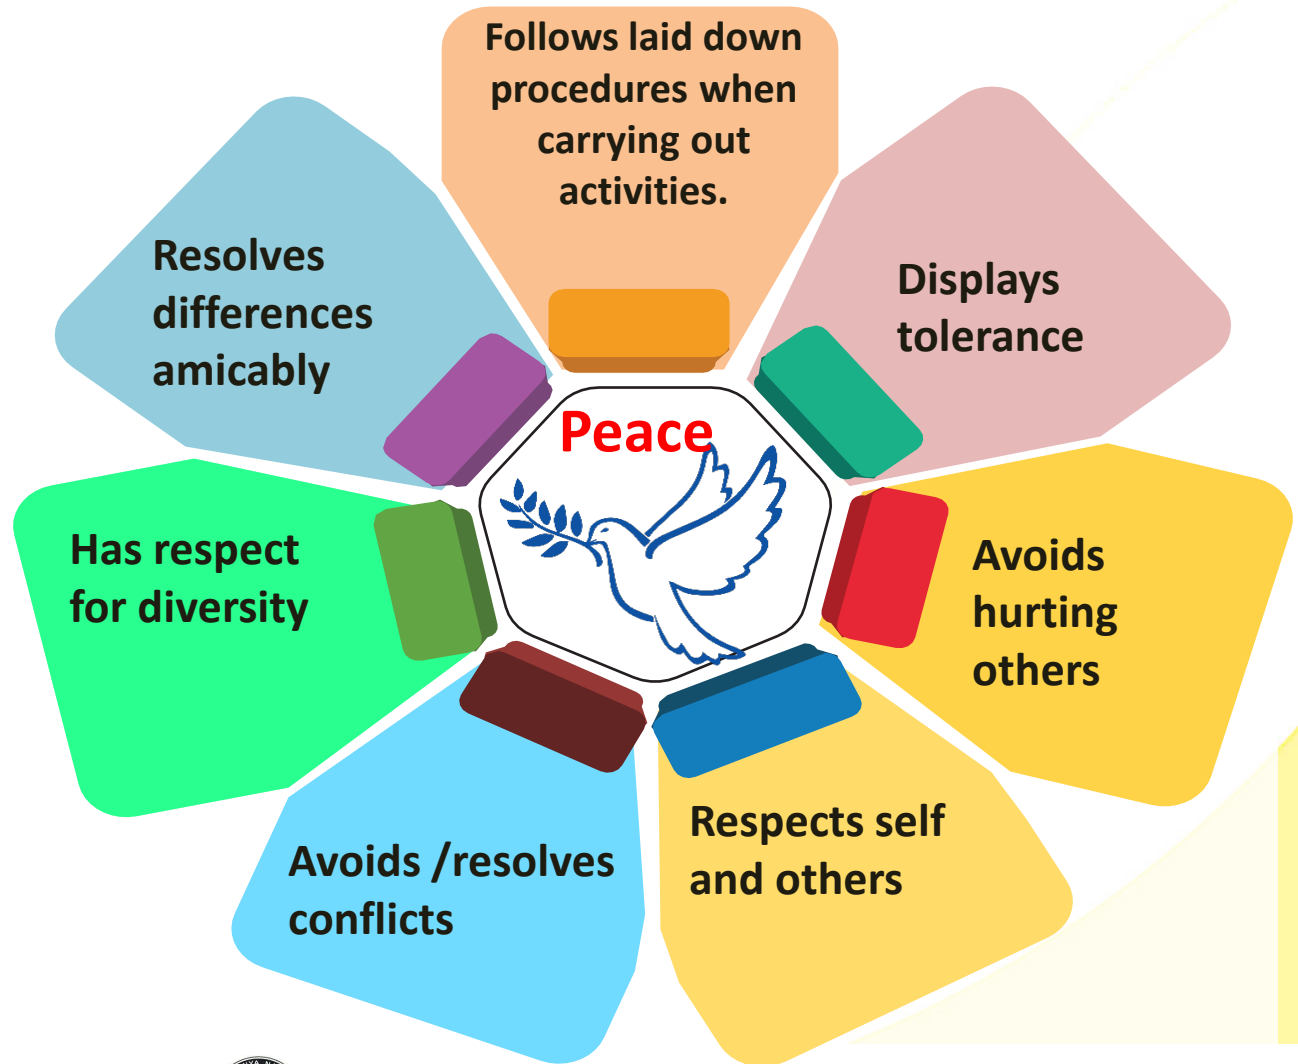 Follows laid down
procedures when
carrying out
activities.
Displays
tolerance
Avoids
hurting
others
Respects self
and others
Avoids /resolves
conflicts
Has respect
for diversity
Resolves
differences
amicably
Peace